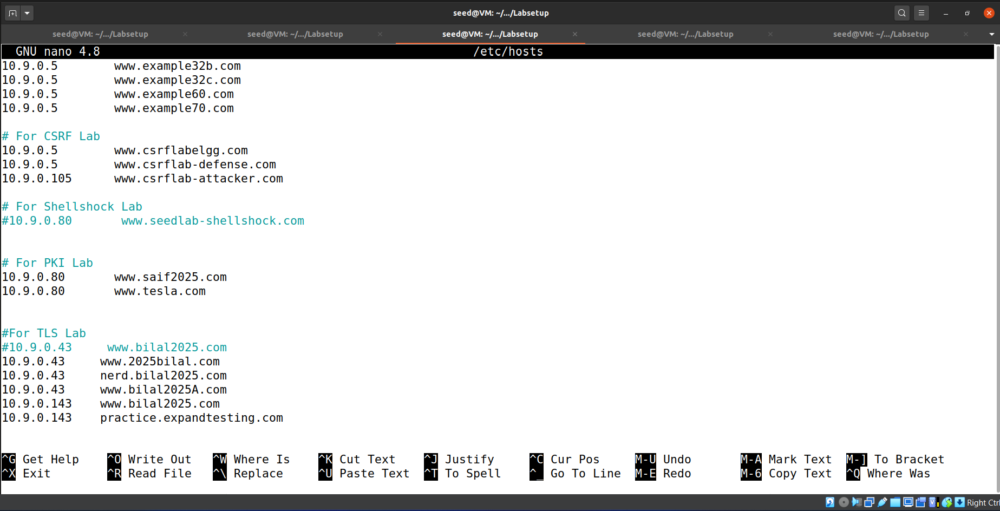 seed@VM: ~/.../Labsetup
seed@VM: ~/.../Labsetup seed@VM: ~/.../Labsetup seed@VM: ~/.../Labsetup seed@VM: ~/.../Labsetup seed@VM: ~/.../Labsetup
GNU nano 4.8 /etc/hosts
10.9.0.5 www.example32b.com
10.9.0.5 www.example32c.com
10.9.0.5 www.example60.com
10.9.0.5 www.example70.com
# For CSRF Lab
10.9.0.5 www.csrflabelgg.com
10.9.0.5 www.csrflab-defense.com
10.9.0.105 www.csrflab-attacker.com
# For Shellshock Lab
#10.9.0.80 www.seedlab-shellshock.com
# For PKI Lab
10.9.0.80 www.saif2025.com
10.9.0.80 www.tesla.com
#For TLS Lab
#10.9.0.43 www.bilal2025.com
10.9.0.43 www.2025bilal.com
10.9.0.43 nerd.bilal2025.com
10.9.0.43 www.bilal2025A.com
10.9.0.143 www.bilal2025.com
10.9.0.143 practice.expandtesting.com
^G Get Help ^O Write Out ^W Where Is ^K Cut Text ^J Justify ^C Cur Pos M-U Undo M-A Mark Text M-] To Bracket
^X Exit ^R Read File ^\ Replace ^U Paste Text ^T To Spell ^_ Go To Line M-E Redo M-6 Copy Text ^Q Where Was
Right Ctr